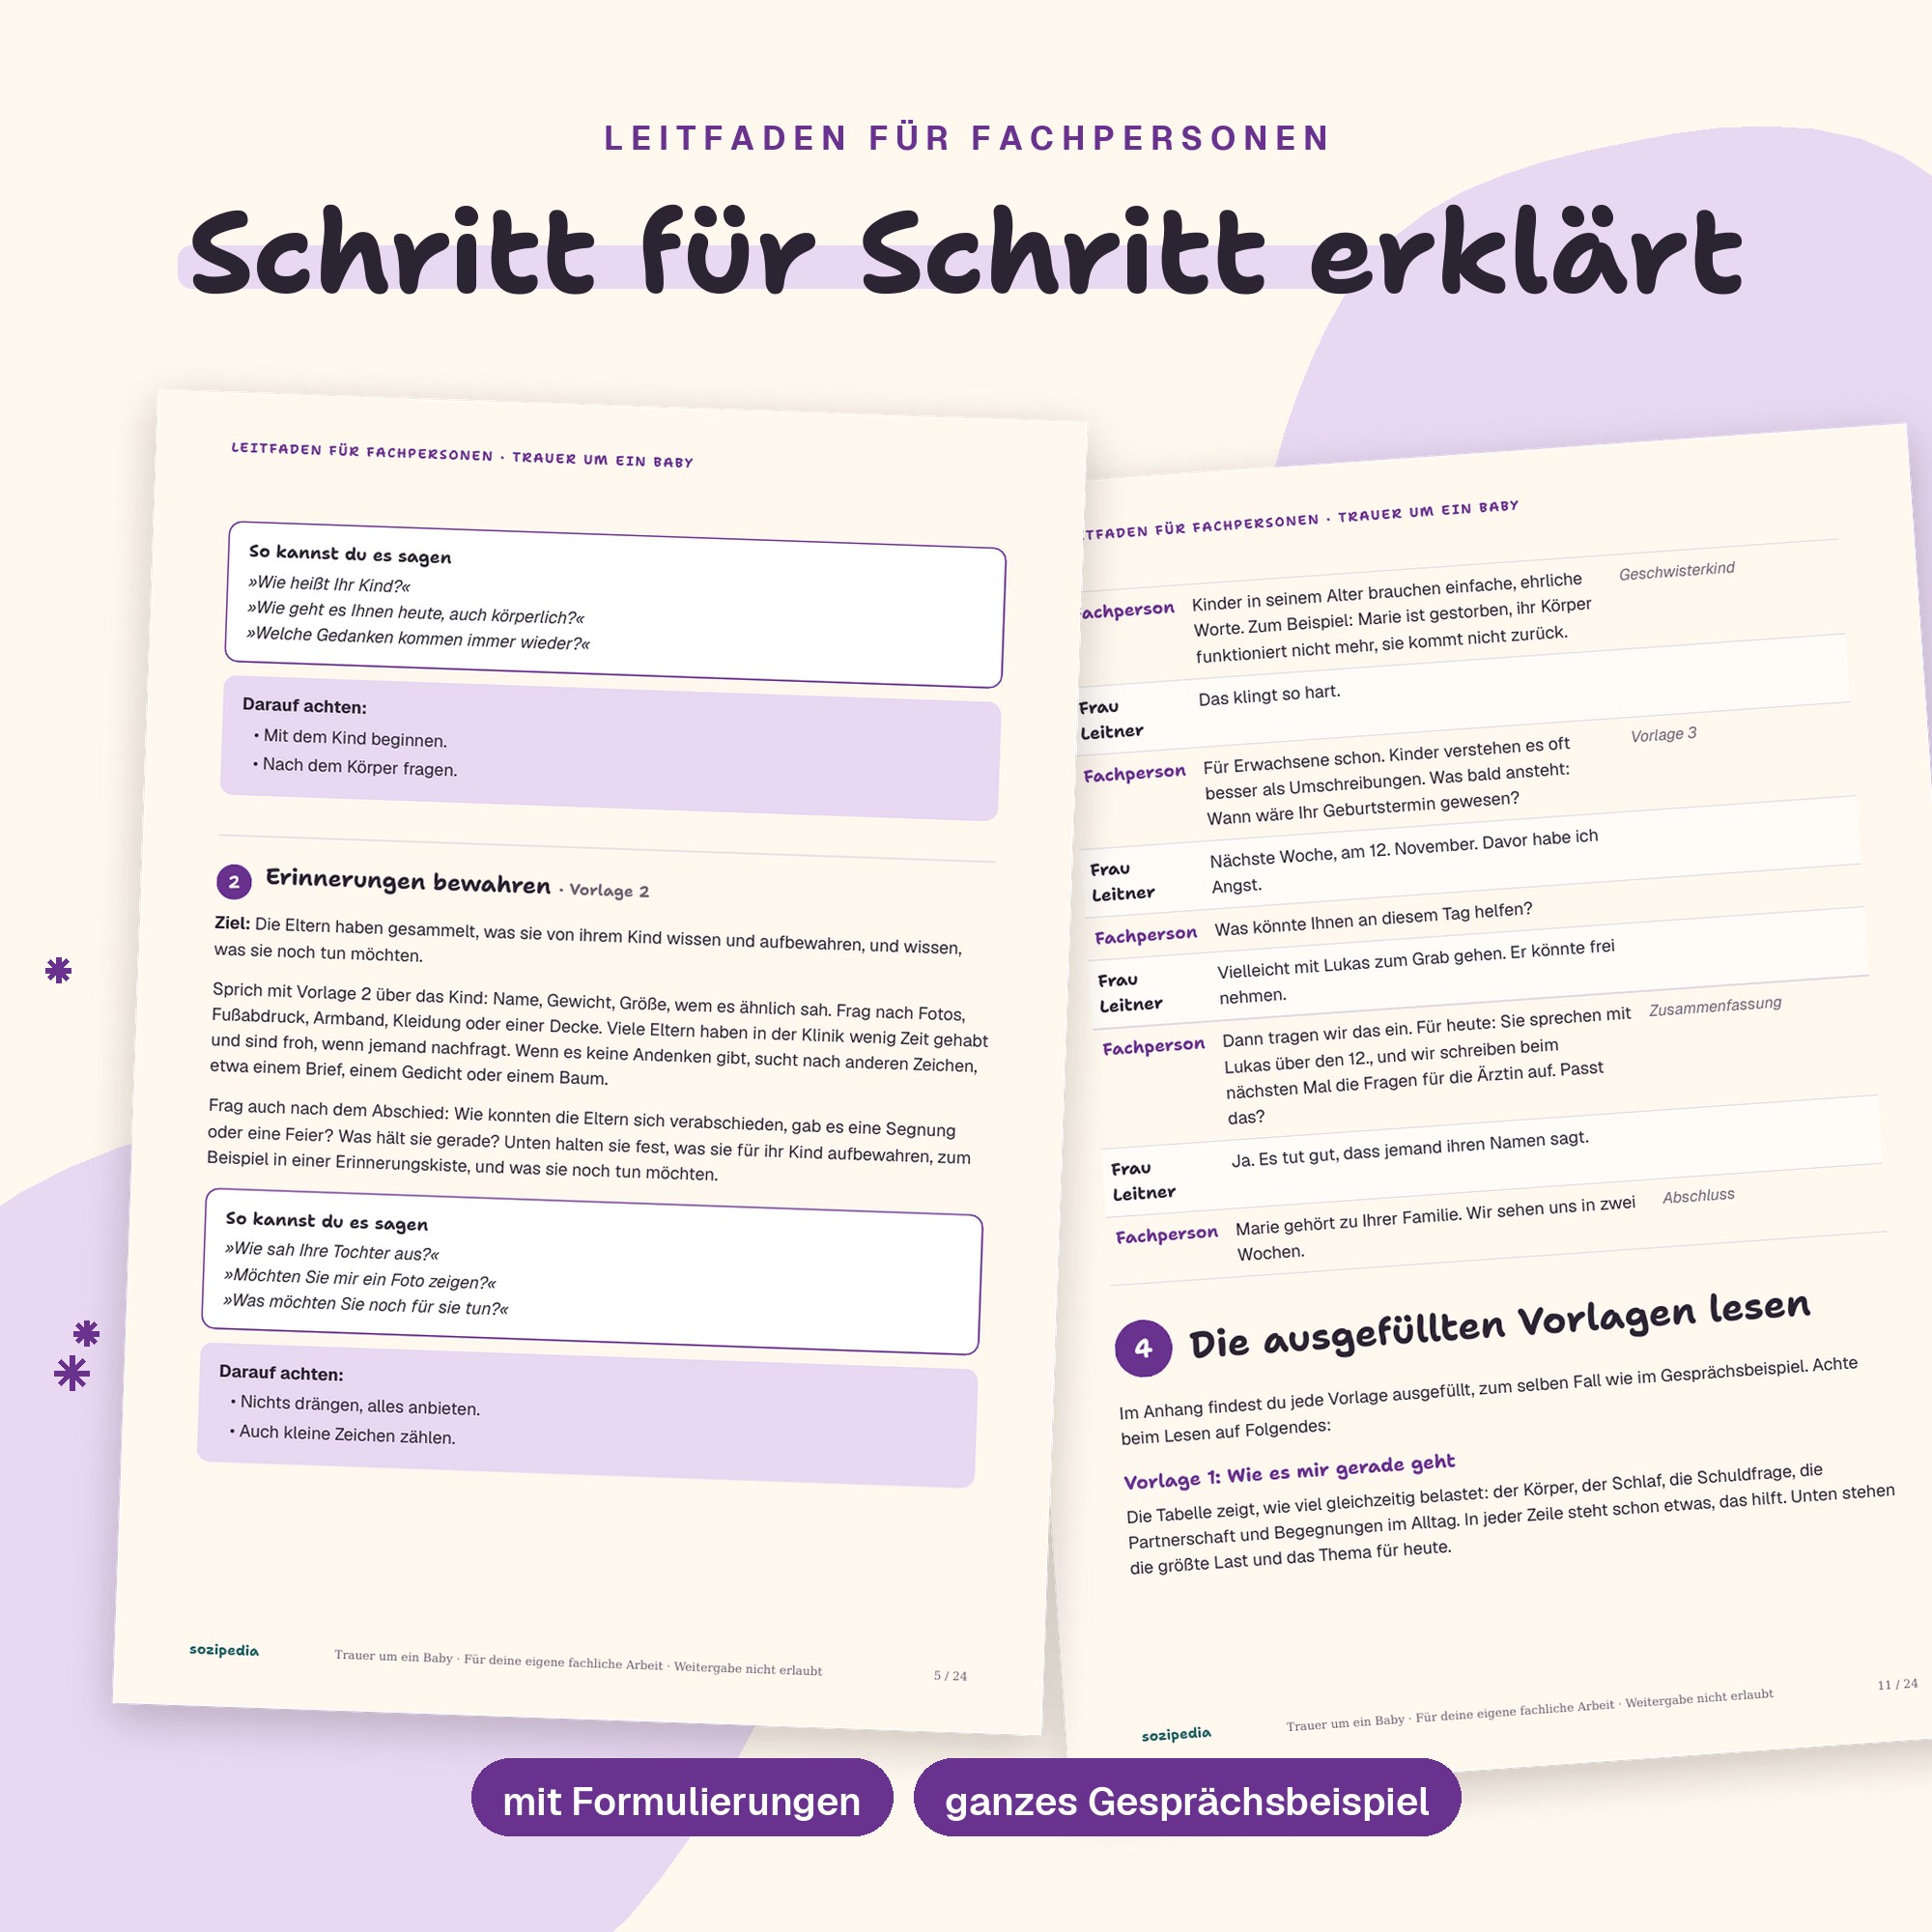 LEITFADEN FÜR FACHPERSONEN
Schritt für Schritt erklärt
LEITFADEN FÜR FACHPERSONEN · TRAUER UM EIN BABY
So kannst du es sagen
»Wie heißt Ihr Kind?«
»Wie geht es Ihnen heute, auch körperlich?«
»Welche Gedanken kommen immer wieder?«
Darauf achten:
• Mit dem Kind beginnen.
• Nach dem Körper fragen.
2 Erinnerungen bewahren · Vorlage 2
Ziel: Die Eltern haben gesammelt, was sie von ihrem Kind wissen und aufbewahren, und wissen,
was sie noch tun möchten.
Sprich mit Vorlage 2 über das Kind: Name, Gewicht, Größe, wem es ähnlich sah. Frag nach Fotos,
Fußabdruck, Armband, Kleidung oder einer Decke. Viele Eltern haben in der Klinik wenig Zeit gehabt
und sind froh, wenn jemand nachfragt. Wenn es keine Andenken gibt, sucht nach anderen Zeichen,
etwa einem Brief, einem Gedicht oder einem Baum.
Frag auch nach dem Abschied: Wie konnten die Eltern sich verabschieden, gab es eine Segnung
oder eine Feier? Was hält sie gerade? Unten halten sie fest, was sie für ihr Kind aufbewahren, zum
Beispiel in einer Erinnerungskiste, und was sie noch tun möchten.
So kannst du es sagen
»Wie sah Ihre Tochter aus?«
»Möchten Sie mir ein Foto zeigen?«
»Was möchten Sie noch für sie tun?«
Darauf achten:
• Nichts drängen, alles anbieten.
• Auch kleine Zeichen zählen.
sozipedia Trauer um ein Baby · Für deine eigene fachliche Arbeit · Weitergabe nicht erlaubt 5 / 24
ITFADEN FÜR FACHPERSONEN · TRAUER UM EIN BABY
Fachperson Kinder in seinem Alter brauchen einfache, ehrliche Geschwisterkind
Worte. Zum Beispiel: Marie ist gestorben, ihr Körper
funktioniert nicht mehr, sie kommt nicht zurück.
Frau Das klingt so hart.
Leitner
Fachperson Für Erwachsene schon. Kinder verstehen es oft Vorlage 3
besser als Umschreibungen. Was bald ansteht:
Wann wäre Ihr Geburtstermin gewesen?
Frau Nächste Woche, am 12. November. Davor habe ich
Leitner Angst.
Fachperson Was könnte Ihnen an diesem Tag helfen?
Frau Vielleicht mit Lukas zum Grab gehen. Er könnte frei
Leitner nehmen.
Fachperson Dann tragen wir das ein. Für heute: Sie sprechen mit Zusammenfassung
Lukas über den 12., und wir schreiben beim
nächsten Mal die Fragen für die Ärztin auf. Passt
das?
Frau Ja. Es tut gut, dass jemand ihren Namen sagt.
Leitner
Fachperson Marie gehört zu Ihrer Familie. Wir sehen uns in zwei Abschluss
Wochen.
4 Die ausgefüllten Vorlagen lesen
Im Anhang findest du jede Vorlage ausgefüllt, zum selben Fall wie im Gesprächsbeispiel. Achte
beim Lesen auf Folgendes:
Vorlage 1: Wie es mir gerade geht
Die Tabelle zeigt, wie viel gleichzeitig belastet: der Körper, der Schlaf, die Schuldfrage, die
Partnerschaft und Begegnungen im Alltag. In jeder Zeile steht schon etwas, das hilft. Unten stehen
die größte Last und das Thema für heute.
sozipedia Trauer um ein Baby · Für deine eigene fachliche Arbeit · Weitergabe nicht erlaubt 11 / 24
mit Formulierungen
ganzes Gesprächsbeispiel